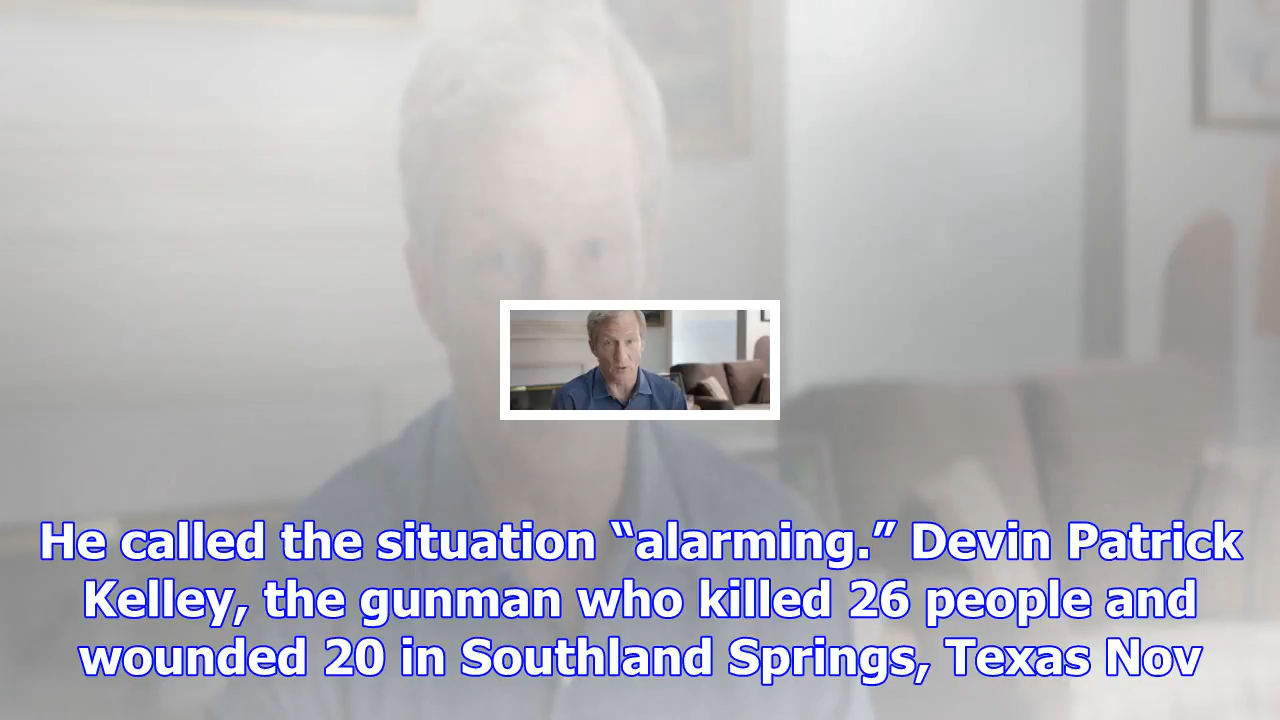 He called the situation “alarming.” Devin Patrick
Kelley, the gunman who killed 26 people and
wounded 20 in Southland Springs, Texas Nov